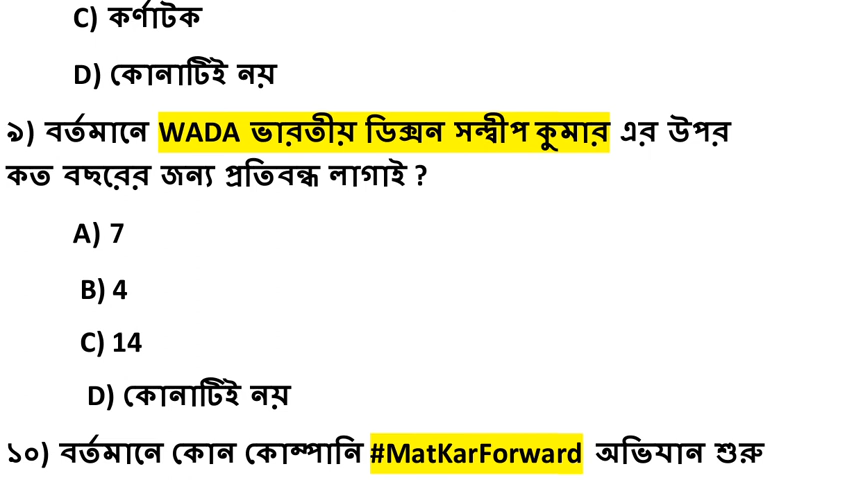 C) কর্ণাটক
D) কোনাটিই নয়
৯) বর্তমানে WADA ভারতীয় ডিক্সন সন্দ্বীপ কুমার এর উপর
কত বছরের জন্য প্রতিবন্ধ লাগাই ?
A) 7
B) 4
C) 14
D) কোনাটিই নয়
১০) বর্তমানে কোন কোম্পানি #MatKarForward অভিযান শুরু